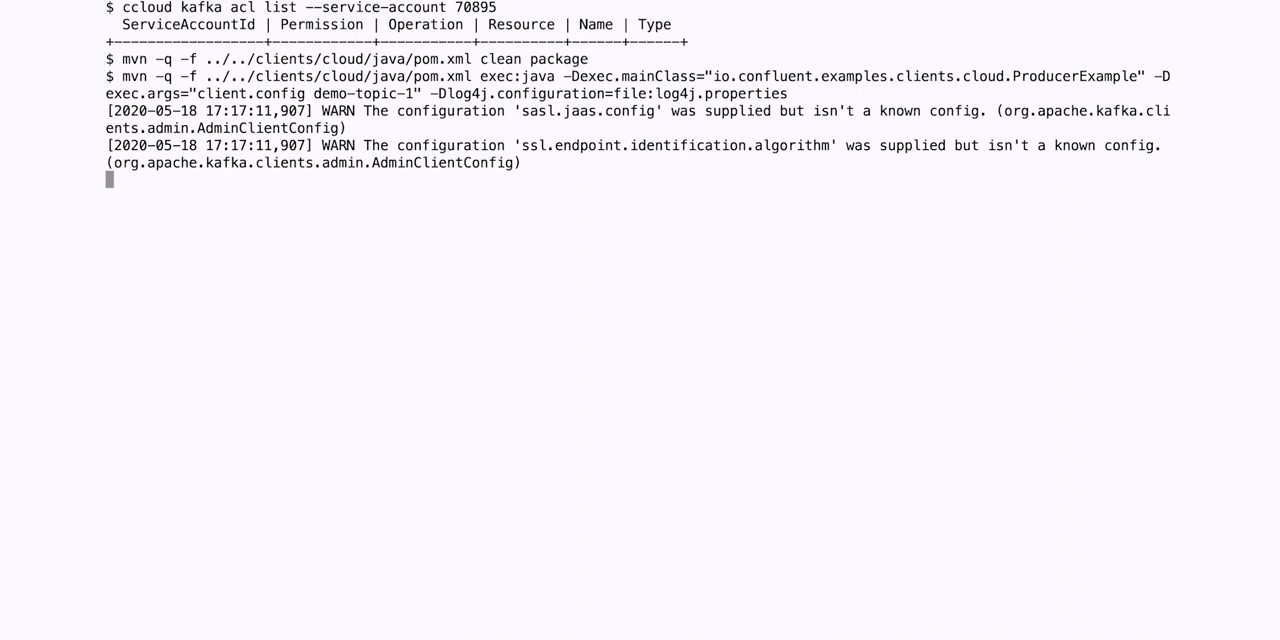 $ ccloud kafka acl list --service-account 70895
  ServiceAccountId | Permission | Operation | Resource | Name | Type
+------------------+------------+-----------+----------+------+------+
$ mvn -q -f ../../clients/cloud/java/pom.xml clean package
$ mvn -q -f ../../clients/cloud/java/pom.xml exec:java -Dexec.mainClass="io.confluent.examples.clients.cloud.ProducerExample" -D
exec.args="client.config demo-topic-1" -Dlog4j.configuration=file:log4j.properties
[2020-05-18 17:17:11,907] WARN The configuration 'sasl.jaas.config' was supplied but isn't a known config. (org.apache.kafka.cli
ents.admin.AdminClientConfig)
[2020-05-18 17:17:11,907] WARN The configuration 'ssl.endpoint.identification.algorithm' was supplied but isn't a known config.
(org.apache.kafka.clients.admin.AdminClientConfig)